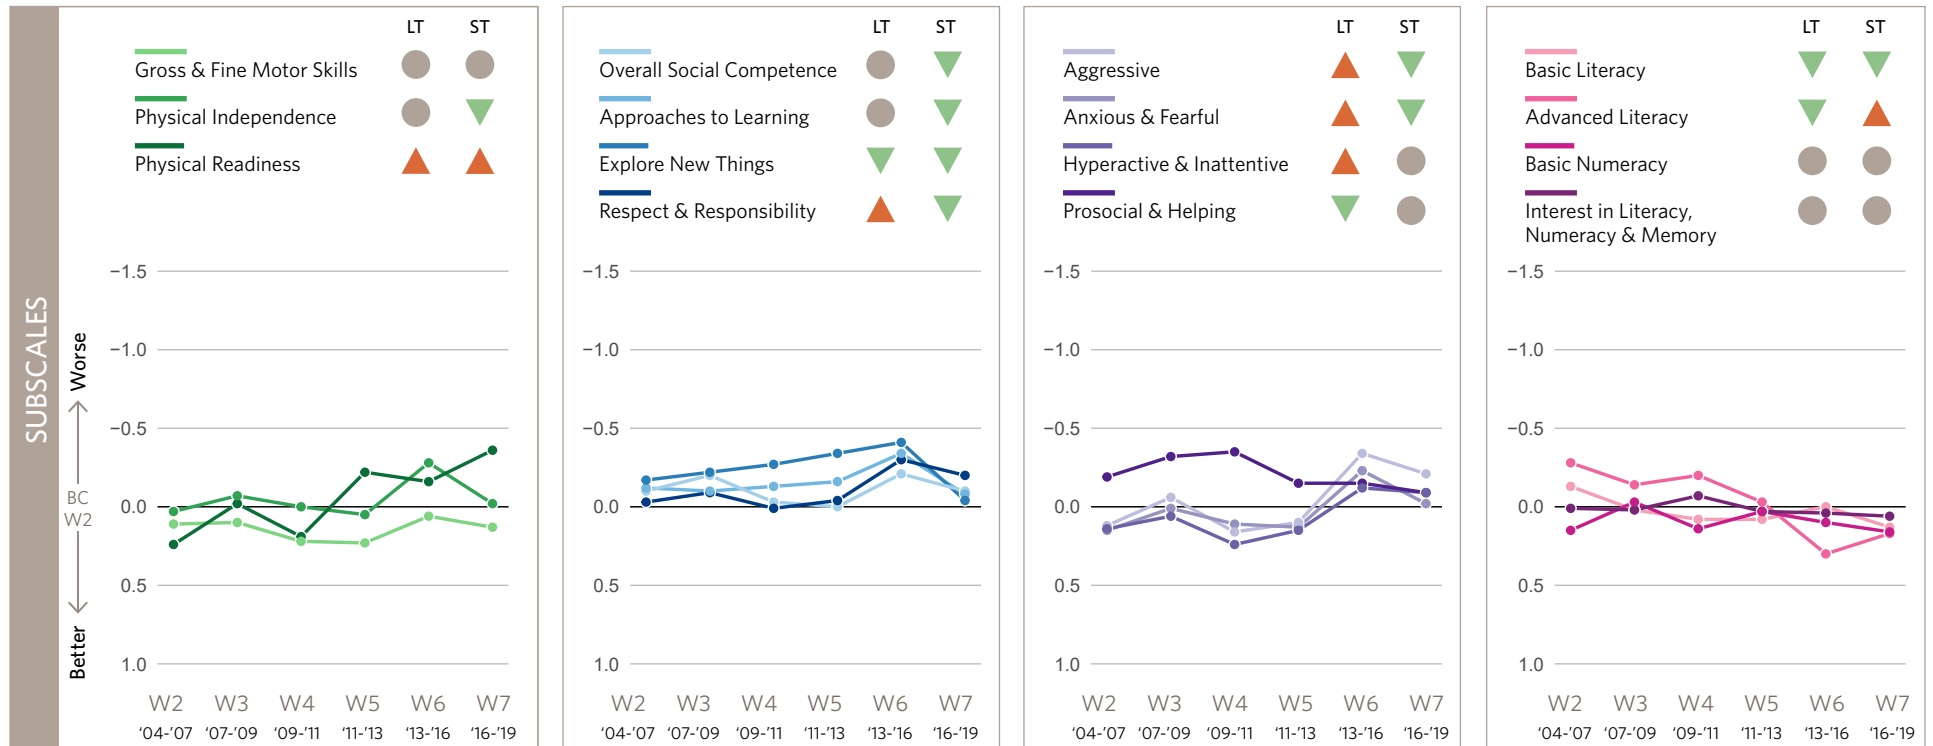 SUBSCALES
Worse
BC
W2
Better
LT ST
Gross & Fine Motor Skills
Physical Independence
Physical Readiness
−1.5
−1.0
−0.5
0.0
0.5
1.0
W2 W3 W4 W5 W6 W7
‘04-’07 ‘07-’09 ‘09-’11 ‘11-’13 ‘13-’16 ‘16-’19
LT ST
Overall Social Competence
Approaches to Learning
Explore New Things
Respect & Responsibility
−1.5
−1.0
−0.5
0.0
0.5
1.0
W2 W3 W4 W5 W6 W7
‘04-’07 ‘07-’09 ‘09-’11 ‘11-’13 ‘13-’16 ‘16-’19
LT ST
Aggressive
Anxious & Fearful
Hyperactive & Inattentive
Prosocial & Helping
−1.5
−1.0
−0.5
0.0
0.5
1.0
W2 W3 W4 W5 W6 W7
‘04-’07 ‘07-’09 ‘09-’11 ‘11-’13 ‘13-’16 ‘16-’19
LT ST
Basic Literacy
Advanced Literacy
Basic Numeracy
Interest in Literacy,
Numeracy & Memory
−1.5
−1.0
−0.5
0.0
0.5
1.0
W2 W3 W4 W5 W6 W7
‘04-’07 ‘07-’09 ‘09-’11 ‘11-’13 ‘13-’16 ‘16-’19